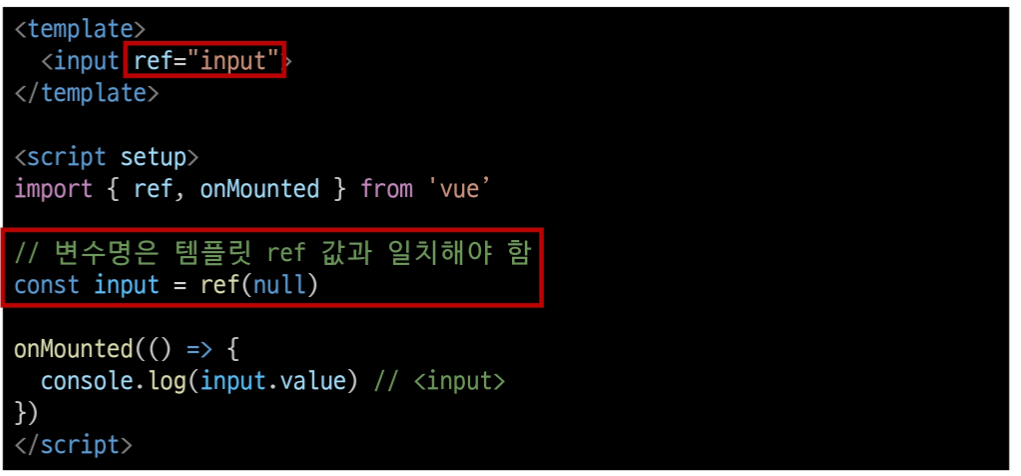 <template>
  <input ref="input">
</template>

<script setup>
import { ref, onMounted } from 'vue’

// 변수명은 템플릿 ref 값과 일치해야 함
const input = ref(null)

onMounted(() => {
  console.log(input.value) // <input>
})
</script>